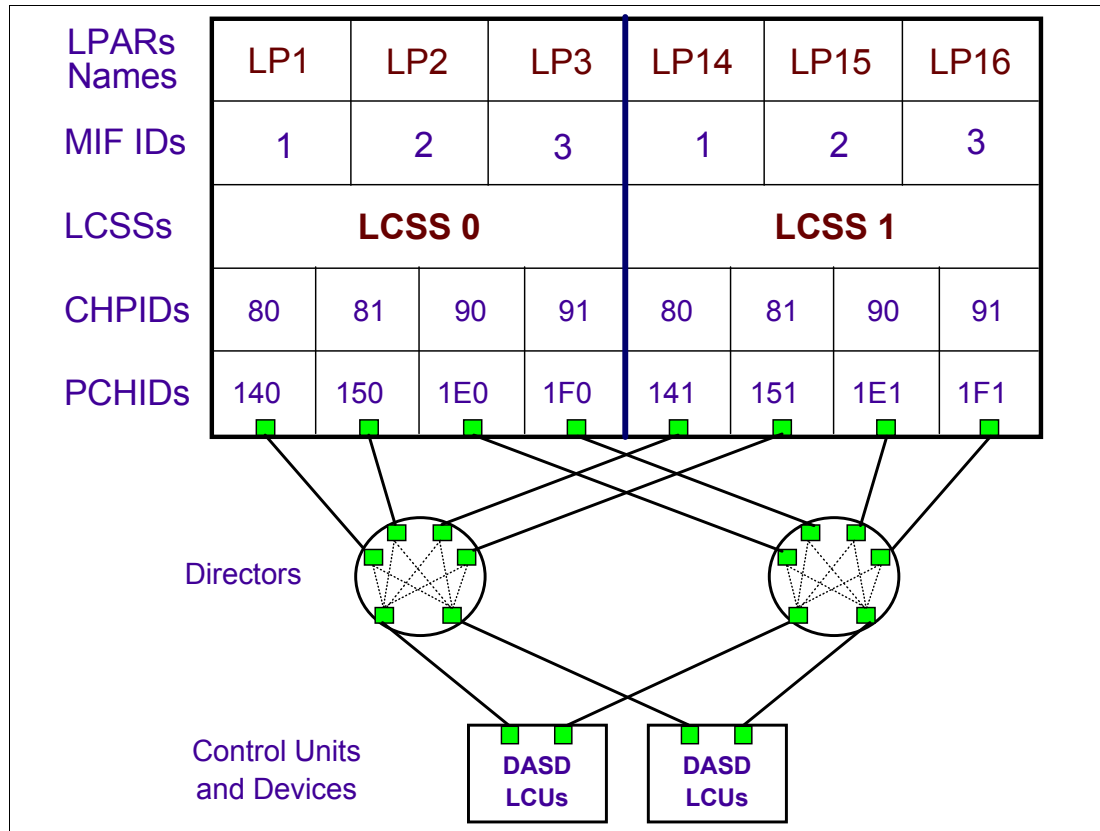 LPARs
Names
LP1 LP2 LP3 LP14 LP15 LP16
MIF IDs 1 2 3 1 2 3
LCSSs LCSS 0 LCSS 1
CHPIDs 80 81 90 91 80 81 90 91
PCHIDs 140 150 1E0 1F0 141 151 1E1 1F1
Directors
Control Units
and Devices
DASD
LCUs
DASD
LCUs